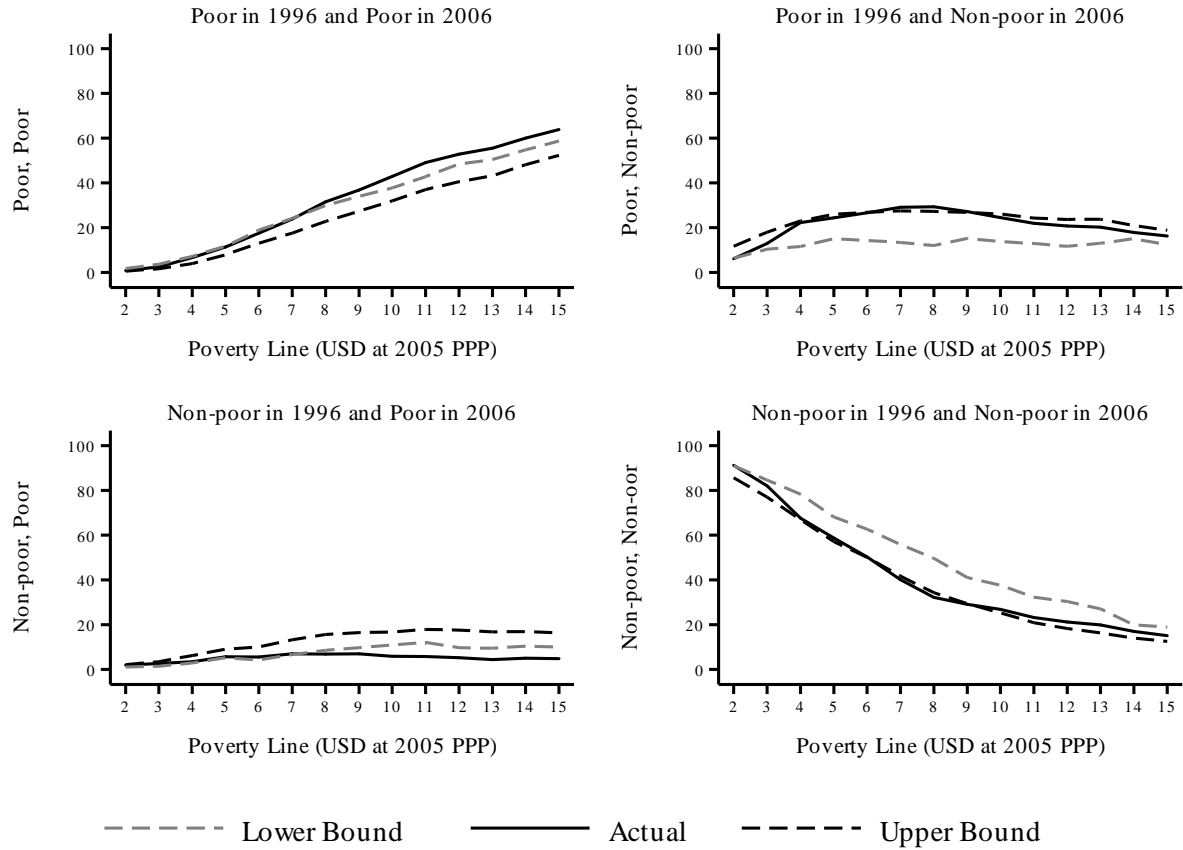 Poor in 1996 and Poor in 2006
Poor, Poor
100
80
60
40
20
0
2 3 4 5 6 7 8 9 10 11 12 13 14 15
Poverty Line (USD at 2005 PPP)
Poor in 1996 and Non-poor in 2006
Poor, Non-poor
100
80
60
40
20
0
2 3 4 5 6 7 8 9 10 11 12 13 14 15
Poverty Line (USD at 2005 PPP)
Non-poor in 1996 and Poor in 2006
Non-poor, Poor
100
80
60
40
20
0
2 3 4 5 6 7 8 9 10 11 12 13 14 15
Poverty Line (USD at 2005 PPP)
Non-poor in 1996 and Non-poor in 2006
Non-poor, Non-oor
100
80
60
40
20
0
2 3 4 5 6 7 8 9 10 11 12 13 14 15
Poverty Line (USD at 2005 PPP)
Lower Bound Actual Upper Bound